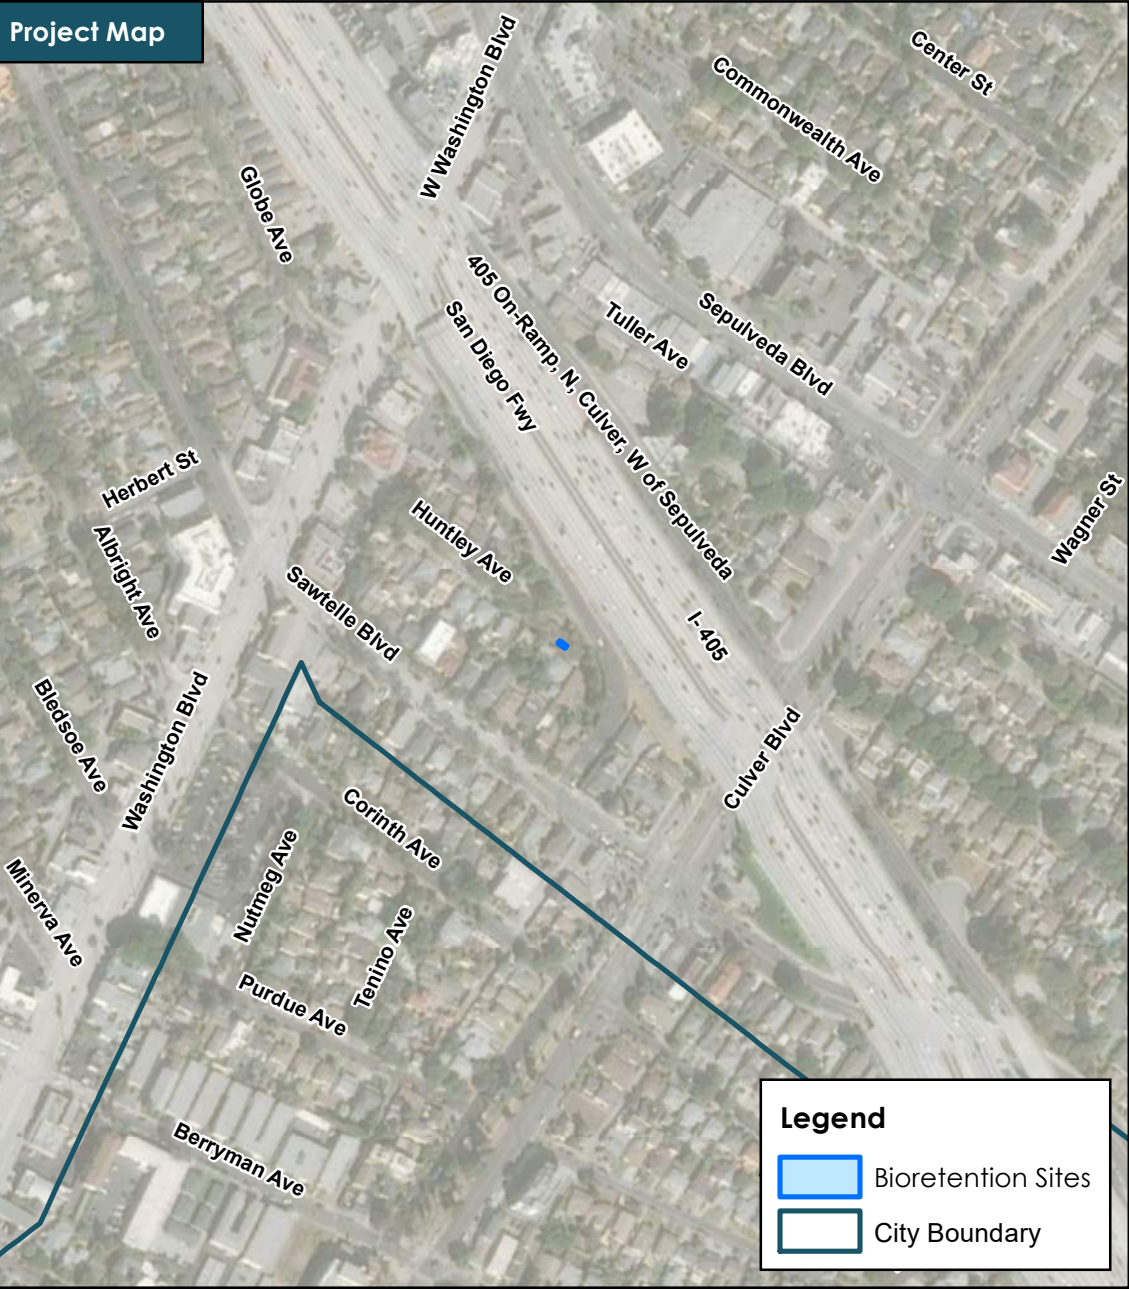 Project Map
W Washington Blvd
Center St
Commonwealth Ave
Globe Ave
405 On-Ramp, N, Culver, W of Sepulveda
San Diego Fwy
Tuller Ave
Sepulveda Blvd
Herbert St
Albright Ave
Huntley Ave
Wagner St
Sawtelle Blvd
I- 405
Bledsoe Ave
Washington Blvd
Culver Blvd
Corinth Ave
Nutmeg Ave
Minerva Ave
Tenino Ave
Purdue Ave
Berryman Ave
Legend
Bioretention Sites
City Boundary